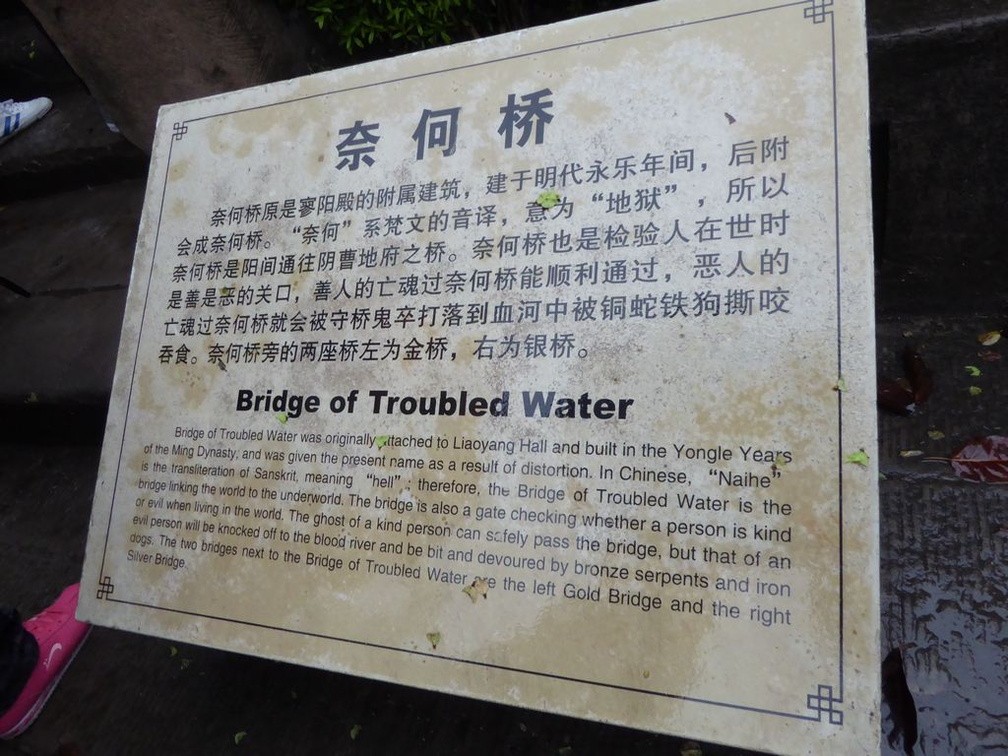 奈何桥
奈何桥原是寥阳殿的附属建筑，建于明代永乐年间，后附
会成奈何桥。“奈何”系梵文的音译，意为“地狱”，所以
奈何桥是阳间通往阴曹地府之桥。奈何桥也是检验人在世时
是善是恶的关口，善人的亡魂过奈何桥能顺利通过，恶人的
亡魂过奈何桥就会被守桥鬼卒打落到血河中被铜蛇铁狗撕咬
吞食。奈何桥旁的两座桥左为金桥，右为银桥。
Bridge of Troubled Water
Bridge of Troubled Water was originally attached to Liaoyang Hall and built in the Yongle Years
of the Ming Dynasty, and was given the present name as a result of distortion. In Chinese, “Naihe”
is the transliteration of Sanskrit, meaning “hell”; therefore, the Bridge of Troubled Water is the
bridge linking the world to the underworld. The bridge is also a gate checking whether a person is kind
or evil when living in the world. The ghost of a kind person can safely pass the bridge, but that of an
evil person will be knocked off to the blood river and be bit and devoured by bronze serpents and iron
dogs. The two bridges next to the Bridge of Troubled Water are the left Gold Bridge and the right
Silver Bridge.